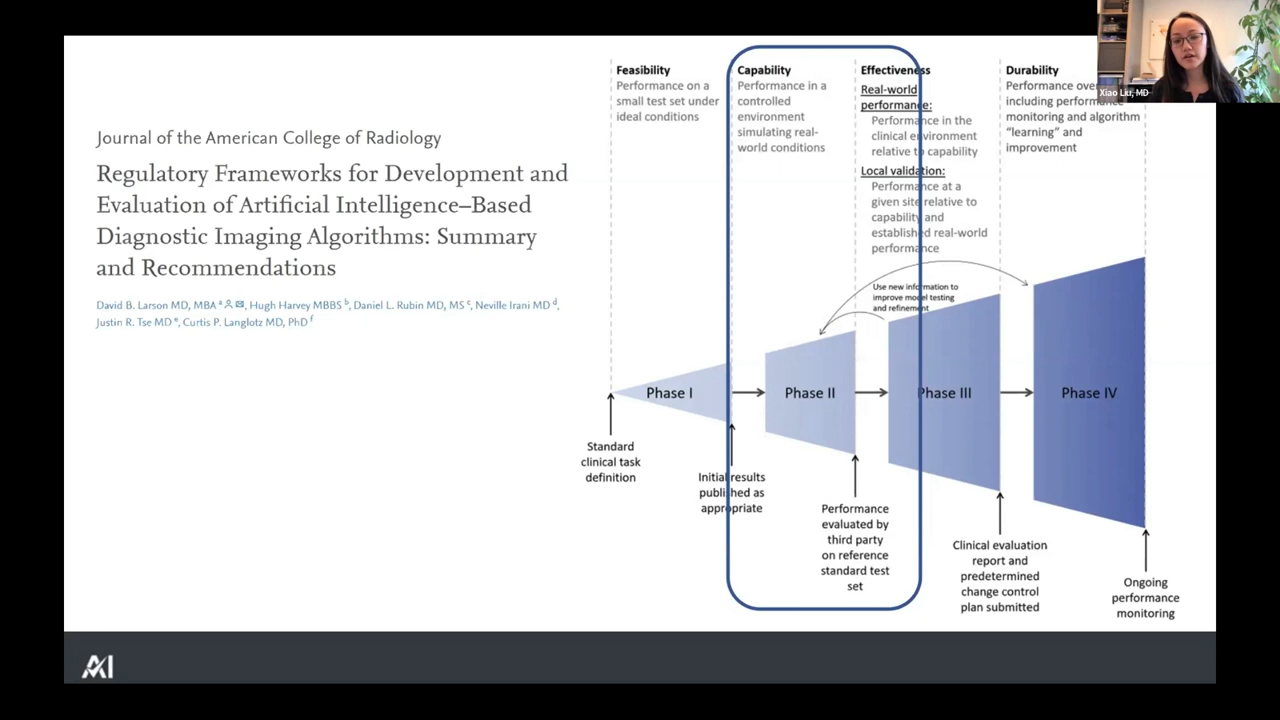 Journal of the American College of Radiology
Regulatory Frameworks for Development and
Evaluation of Artificial Intelligence–Based
Diagnostic Imaging Algorithms: Summary
and Recommendations
David B. Larson MD, MBA a, Hugh Harvey MBBS b, Daniel L. Rubin MD, MS c, Neville Irani MD d,
Justin R. Tse MD e, Curtis P. Langlotz MD, PhD f
Feasibility
Performance on a
small test set under
ideal conditions
Capability
Performance in a
controlled
environment
simulating real-
world conditions
Effectiveness
Real-world
performance:
Performance in the
clinical environment
relative to capability
Local validation:
Performance at a
given site relative to
capability and
established real-world
performance
Durability
Performance over
including performance
monitoring and algorithm
“learning” and
improvement
Use new information to
improve model testing
and refinement
Phase I
Phase II
Phase III
Phase IV
Standard
clinical task
definition
Initial results
published as
appropriate
Performance
evaluated by
third party
on reference
standard test
set
Clinical evaluation
report and
predetermined
change control
plan submitted
Ongoing
performance
monitoring
Xiao Liu, MD
AI